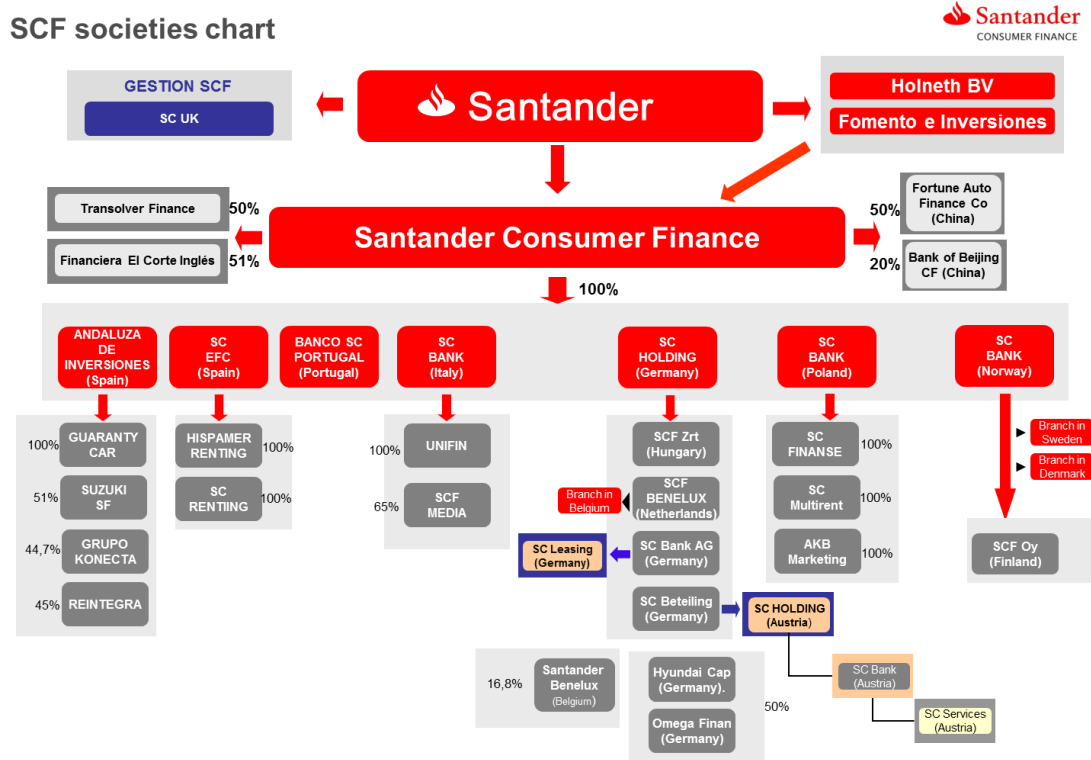 SCF societies chart
Santander
CONSUMER FINANCE
GESTION SCF
SC UK
Santander
Holneth BV
Fomento e Inversiones
Transolver Finance
50%
Financiera El Corte Inglés
51%
Santander Consumer Finance
50%
Fortune Auto
Finance Co
(China)
20%
Bank of Beijing
CF (China)
100%
ANDALUZA
DE
INVERSIONES
(Spain)
SC
EFC
(Spain)
BANCO SC
PORTUGAL
(Portugal)
SC
BANK
(Italy)
SC
HOLDING
(Germany)
SC
BANK
(Poland)
SC
BANK
(Norway)
100%
GUARANTY
CAR
51%
SUZUKI
SF
44,7%
GRUPO
KONECTA
45%
REINTEGRA
HISPAMER
RENTING
100%
SC
RENTIING
100%
100%
UNIFIN
65%
SCF
MEDIA
SCF Zrt
(Hungary)
Branch in
Belgium
SCF
BENELUX
(Netherlands)
SC Leasing
(Germany)
SC Bank AG
(Germany)
SC Beteiling
(Germany)
SC HOLDING
(Austria)
SC
FINANSE
100%
SC
Multirent
100%
AKB
Marketing
100%
Branch in
Sweden
Branch in
Denmark
SCF Oy
(Finland)
16,8%
Santander
Benelux
(Belgium)
Hyundai Cap
(Germany).
50%
Omega Finan
(Germany)
SC Bank
(Austria)
SC Services
(Austria)